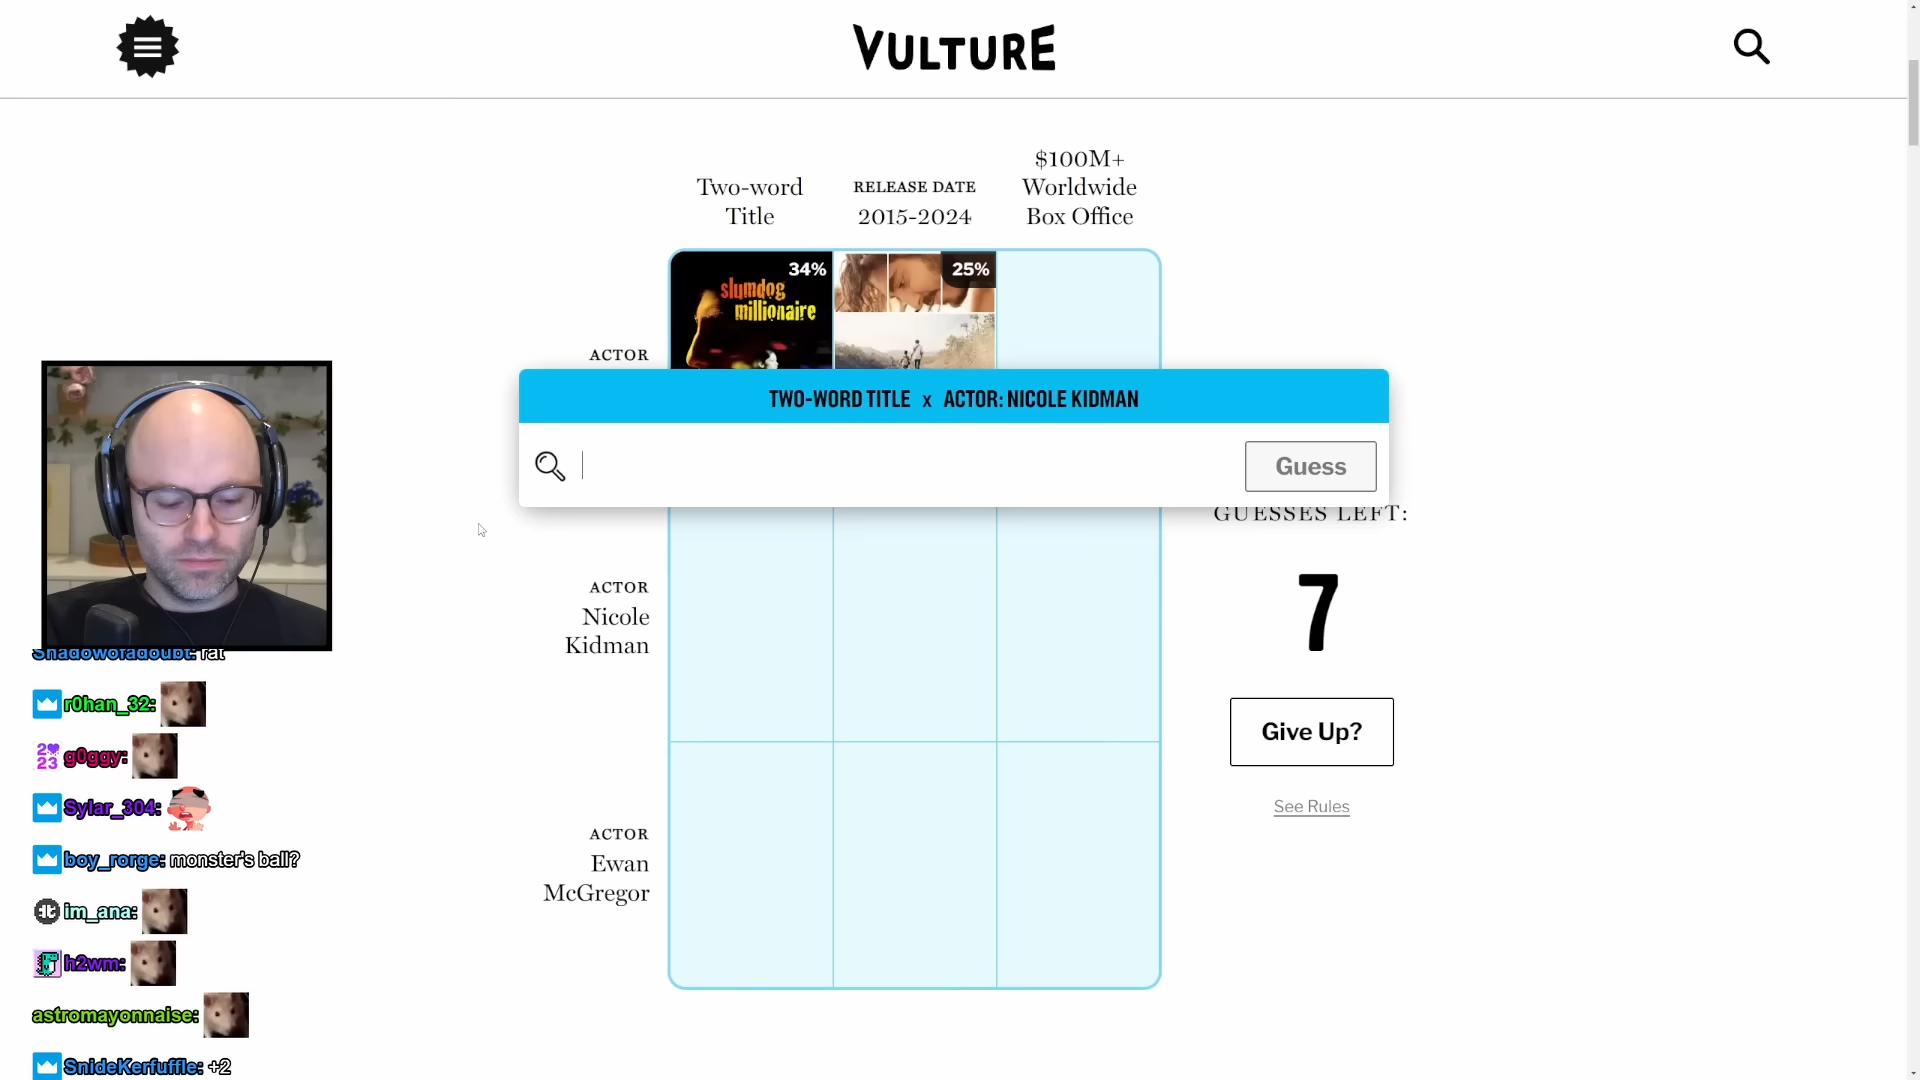 VULTURE
Two-word
Title
RELEASE DATE
2015-2024
$100M+
Worldwide
Box Office
34%
slumdog
millionaire
25%
ACTOR
TWO-WORD TITLE x ACTOR: NICOLE KIDMAN
Guess
GUESSES LEFT:
7
Give Up?
See Rules
ACTOR
Nicole
Kidman
ACTOR
Ewan
McGregor
Shadowofadoubt: rat
r0han_32:
g0ggy:
Sylar_304:
boy_rorge: monster's ball?
im_ana:
h2wm:
astromayonnaise:
SnideKerfuffle: +2